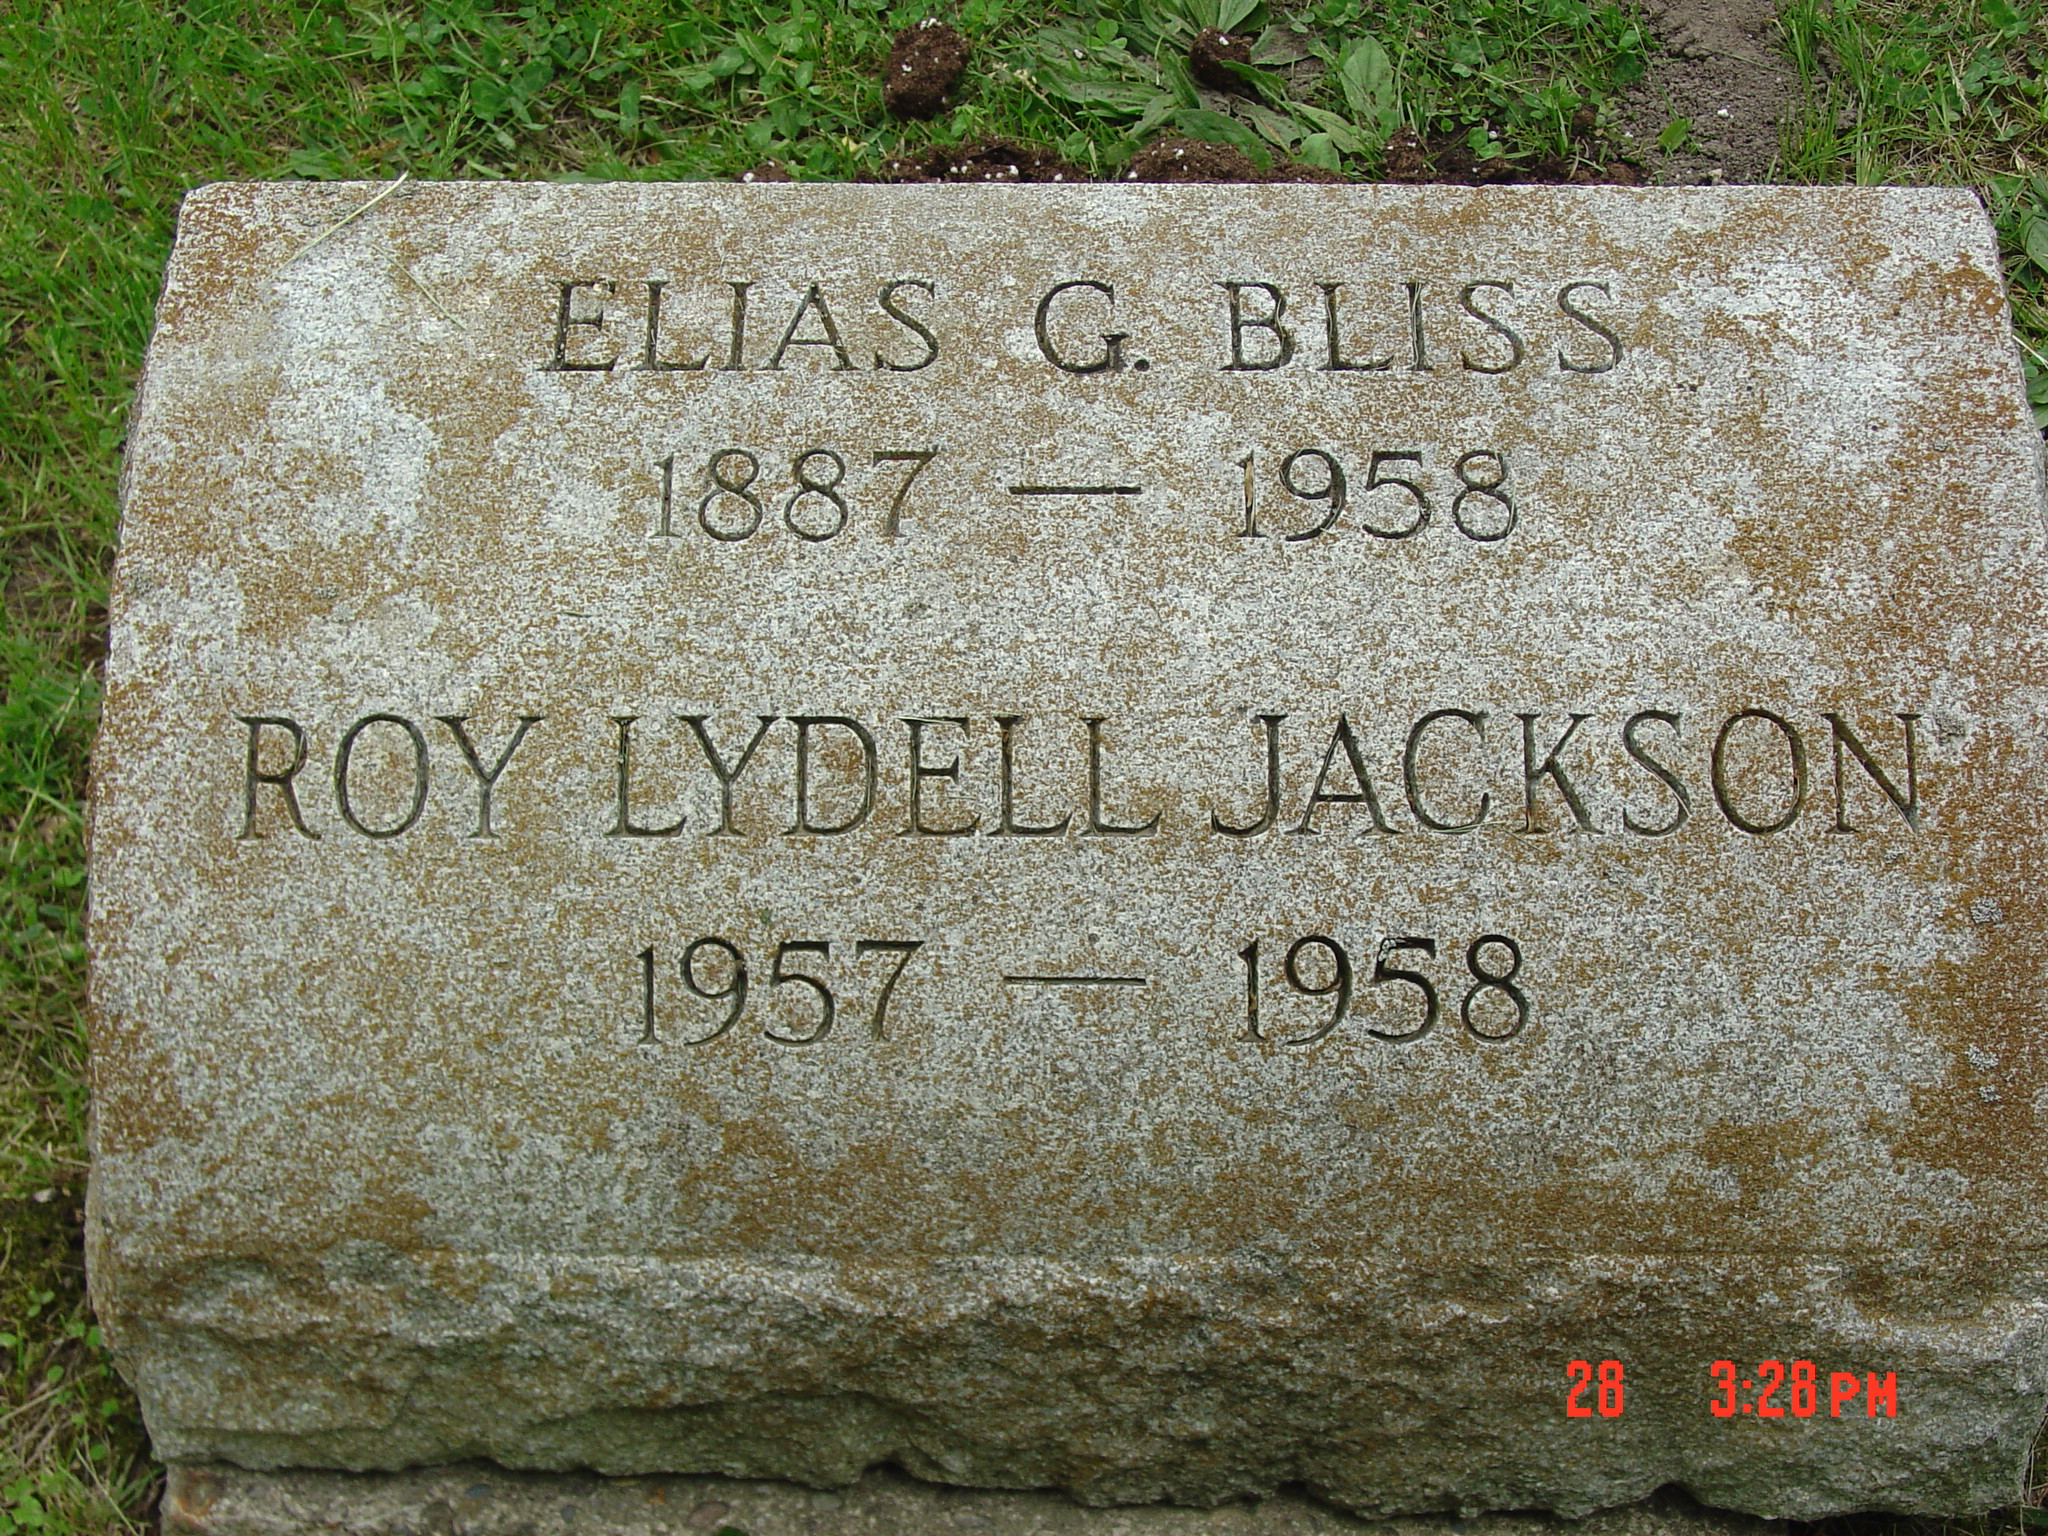 ELIAS G. BLISS
1887 — 1958
ROY LYDELL JACKSON
1957 — 1958
28 3:28 PM